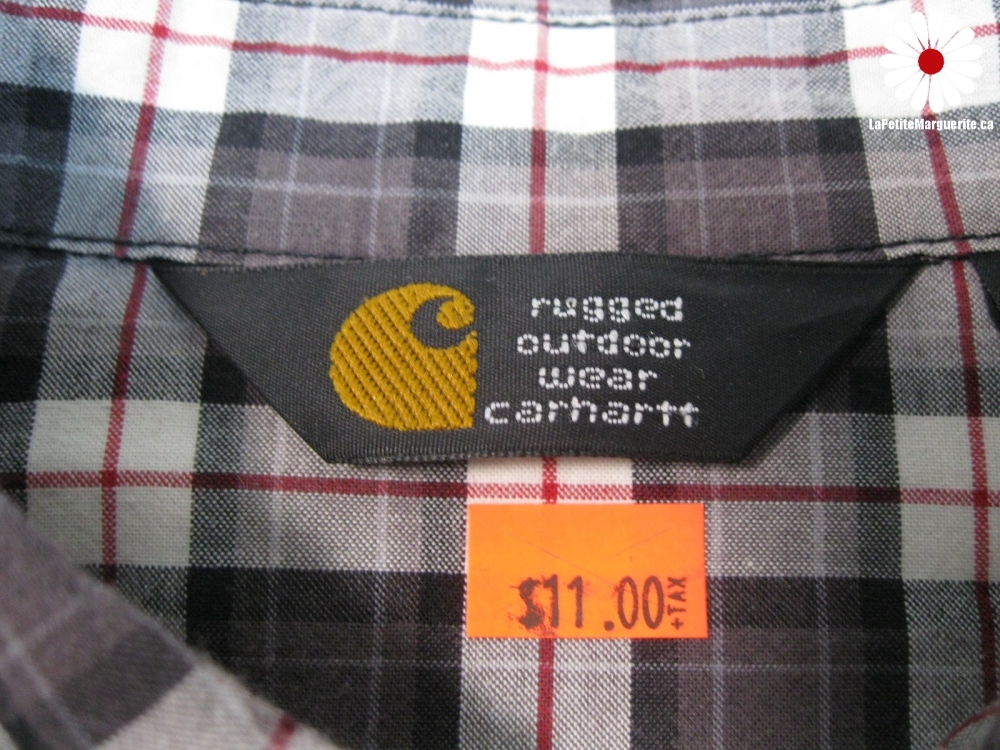 LaPetiteMarguerite.ca
rugged
outdoor
wear
carhartt
$11.00
+TAX